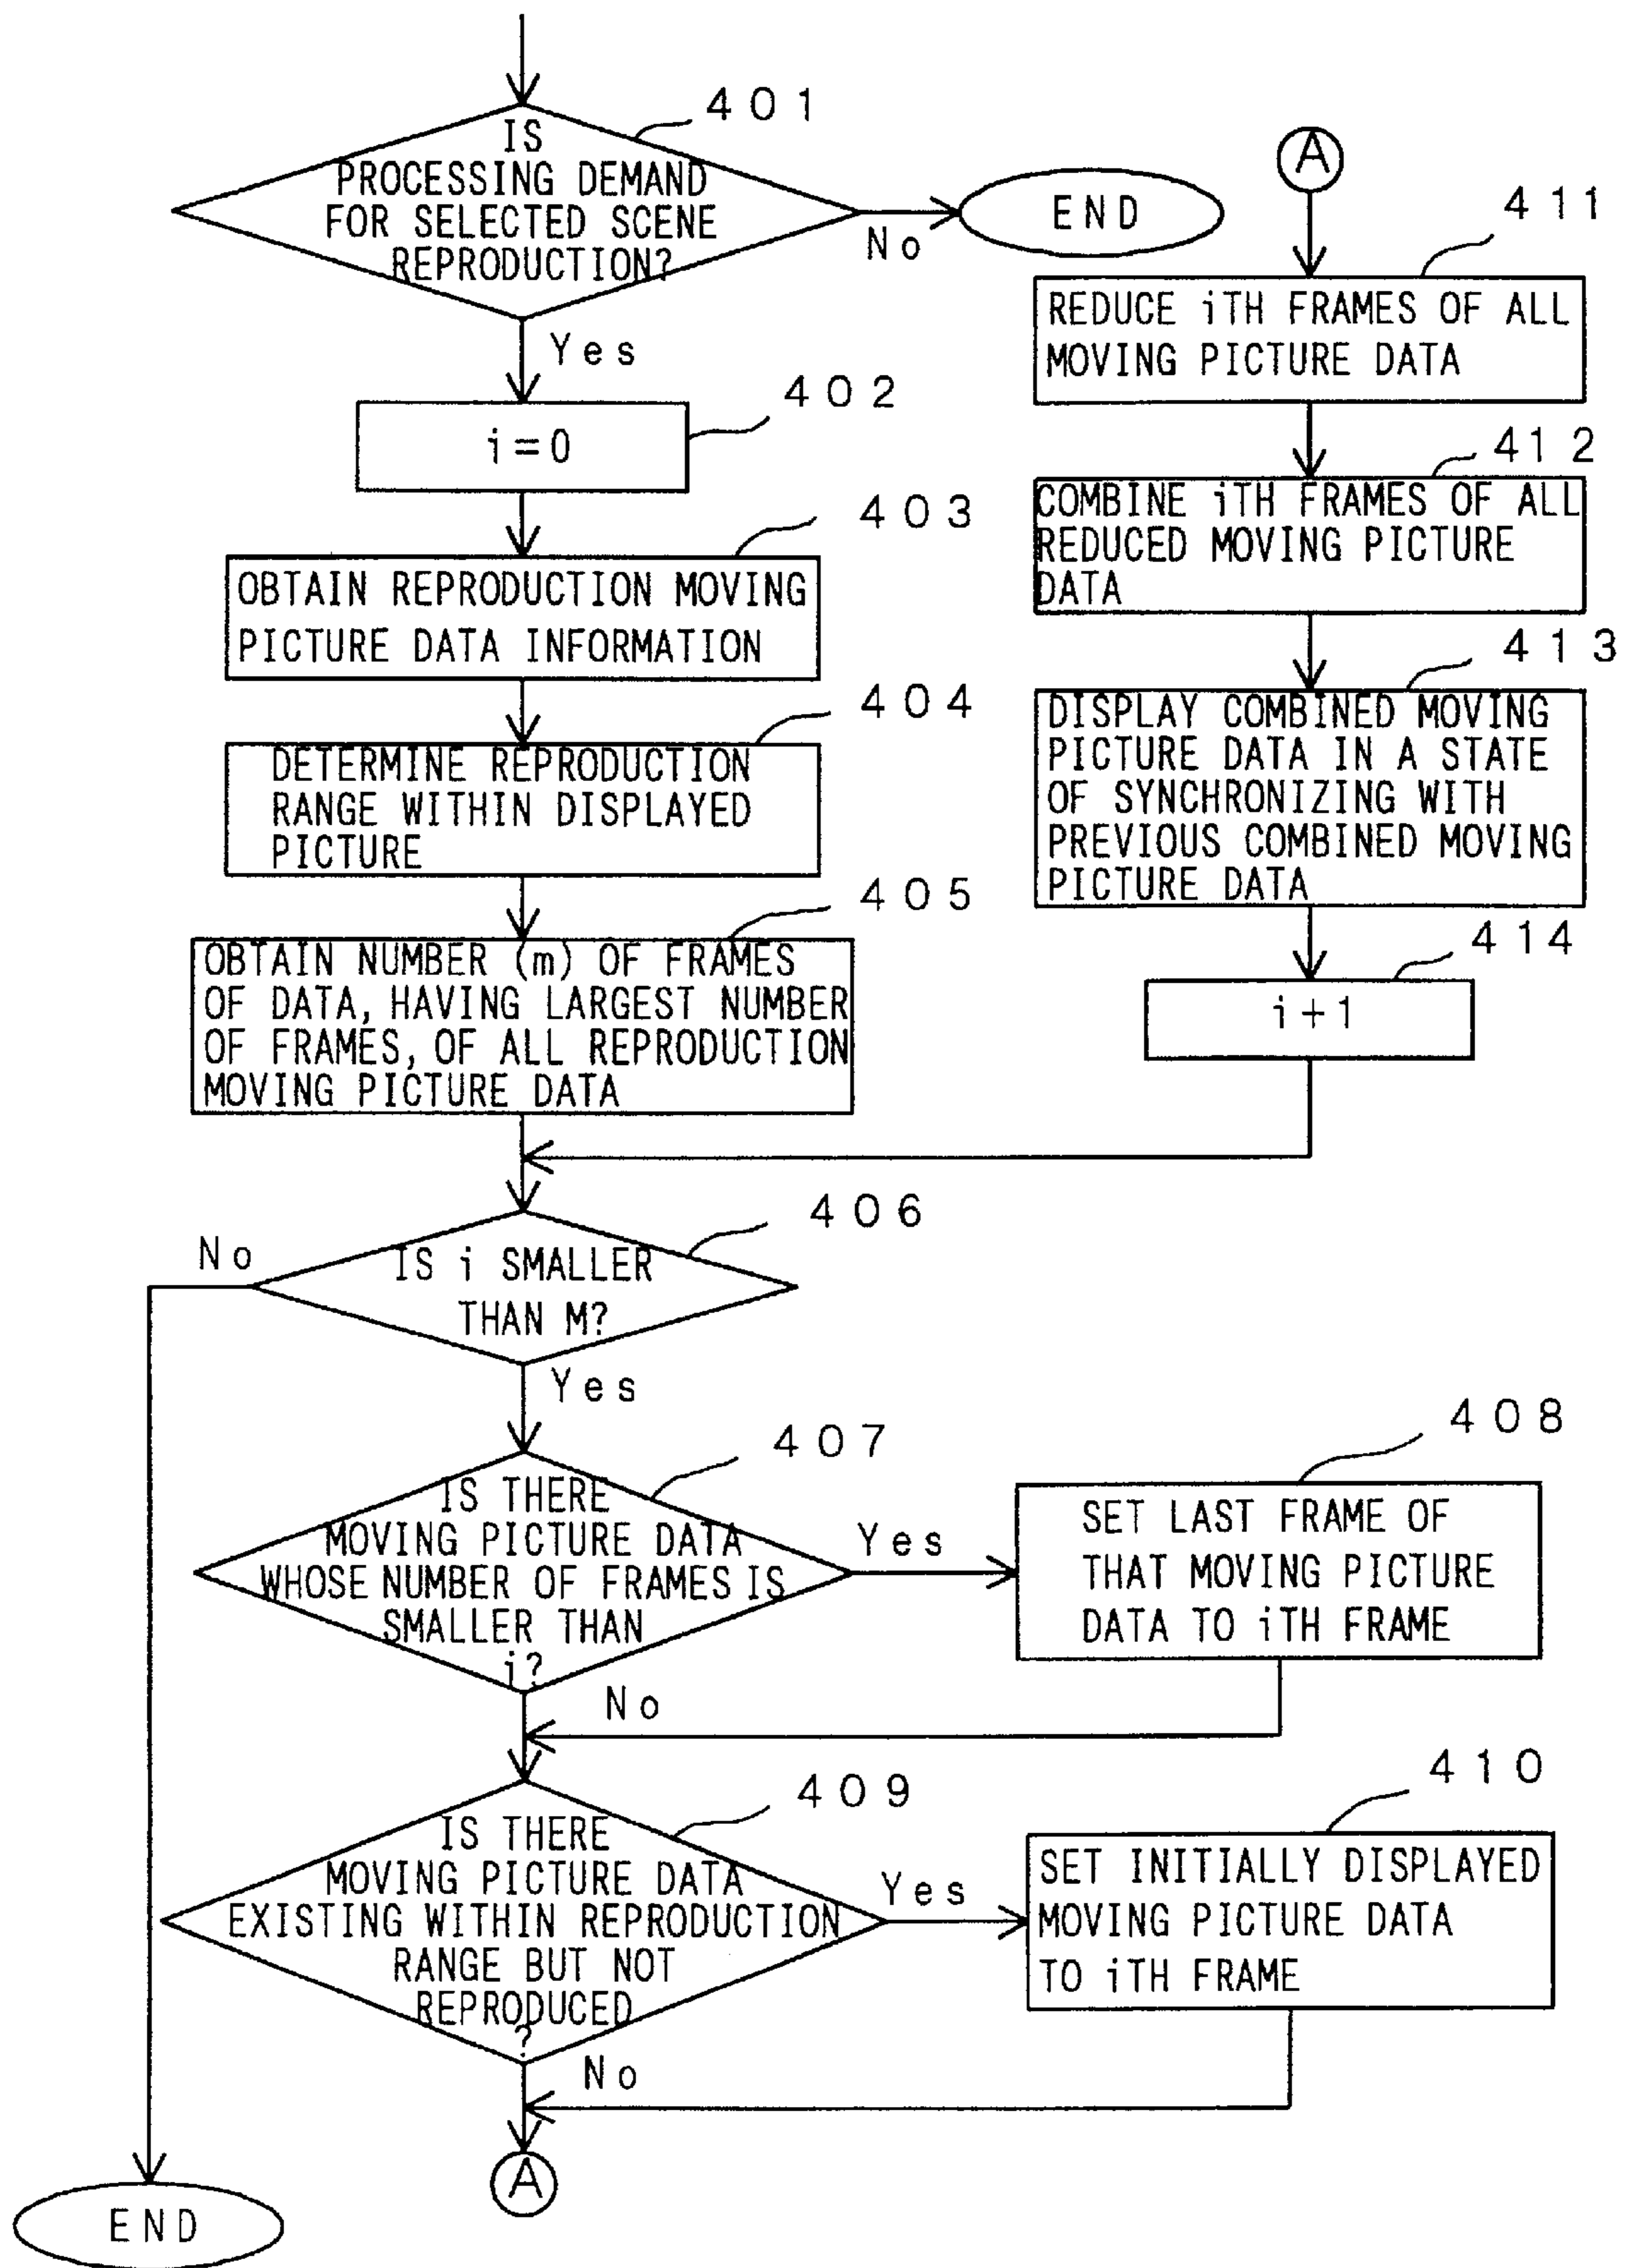 401
IS
PROCESSING DEMAND
FOR SELECTED SCENE
REPRODUCTION?
No
END
Yes
402
i=0
403
OBTAIN REPRODUCTION MOVING
PICTURE DATA INFORMATION
404
DETERMINE REPRODUCTION
RANGE WITHIN DISPLAYED
PICTURE
405
OBTAIN NUMBER (m) OF FRAMES
OF DATA, HAVING LARGEST NUMBER
OF FRAMES, OF ALL REPRODUCTION
MOVING PICTURE DATA
406
IS i SMALLER
THAN M?
No
Yes
407
IS THERE
MOVING PICTURE DATA
WHOSE NUMBER OF FRAMES IS
SMALLER THAN
i?
Yes
408
SET LAST FRAME OF
THAT MOVING PICTURE
DATA TO iTH FRAME
No
409
IS THERE
MOVING PICTURE DATA
EXISTING WITHIN REPRODUCTION
RANGE BUT NOT
REPRODUCED
?
Yes
410
SET INITIALLY DISPLAYED
MOVING PICTURE DATA
TO iTH FRAME
No
A
END
A
411
REDUCE iTH FRAMES OF ALL
MOVING PICTURE DATA
412
COMBINE iTH FRAMES OF ALL
REDUCED MOVING PICTURE
DATA
413
DISPLAY COMBINED MOVING
PICTURE DATA IN A STATE
OF SYNCHRONIZING WITH
PREVIOUS COMBINED MOVING
PICTURE DATA
414
i+1